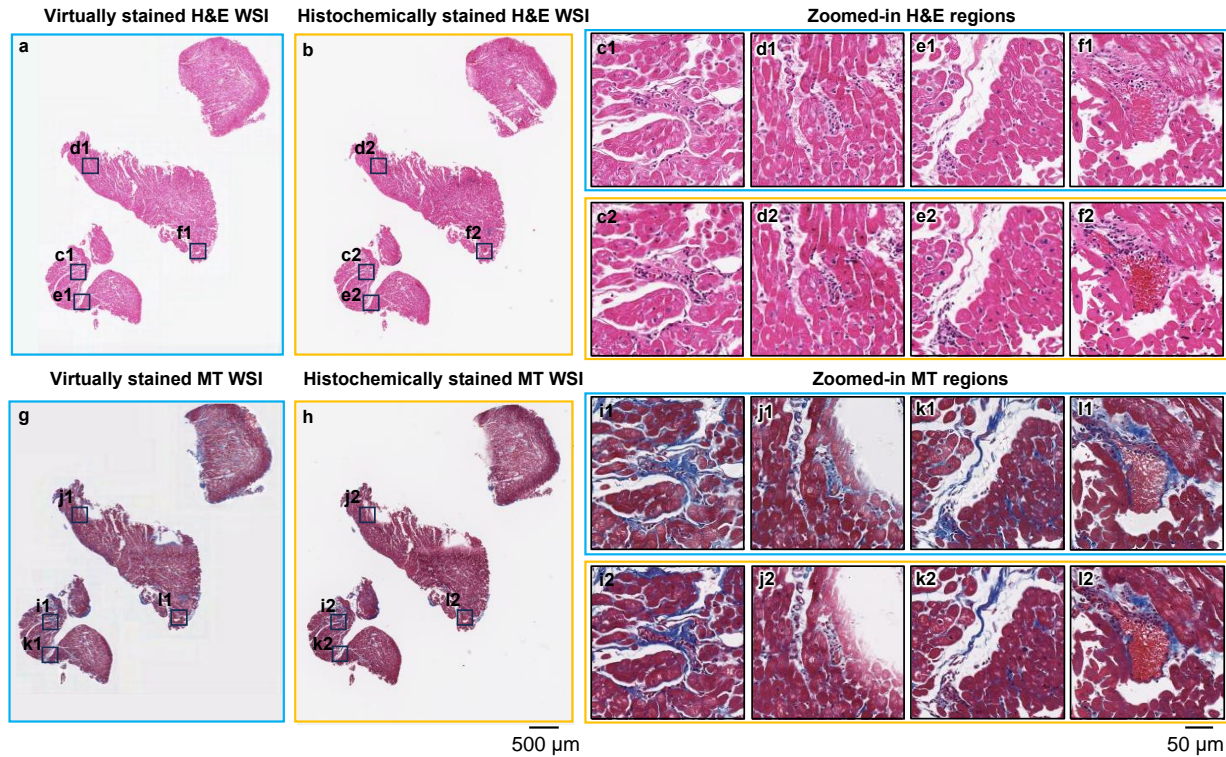 Virtually stained H&E WSI
Histochemically stained H&E WSI
Zoomed-in H&E regions
a
d1
f1
c1
e1
b
d2
f2
c2
e2
c1
d1
e1
f1
c2
d2
e2
f2
Virtually stained MT WSI
Histochemically stained MT WSI
Zoomed-in MT regions
g
j1
i1
l1
k1
h
j2
i2
l2
k2
i1
j1
k1
l1
i2
j2
k2
l2
500 µm
50 µm